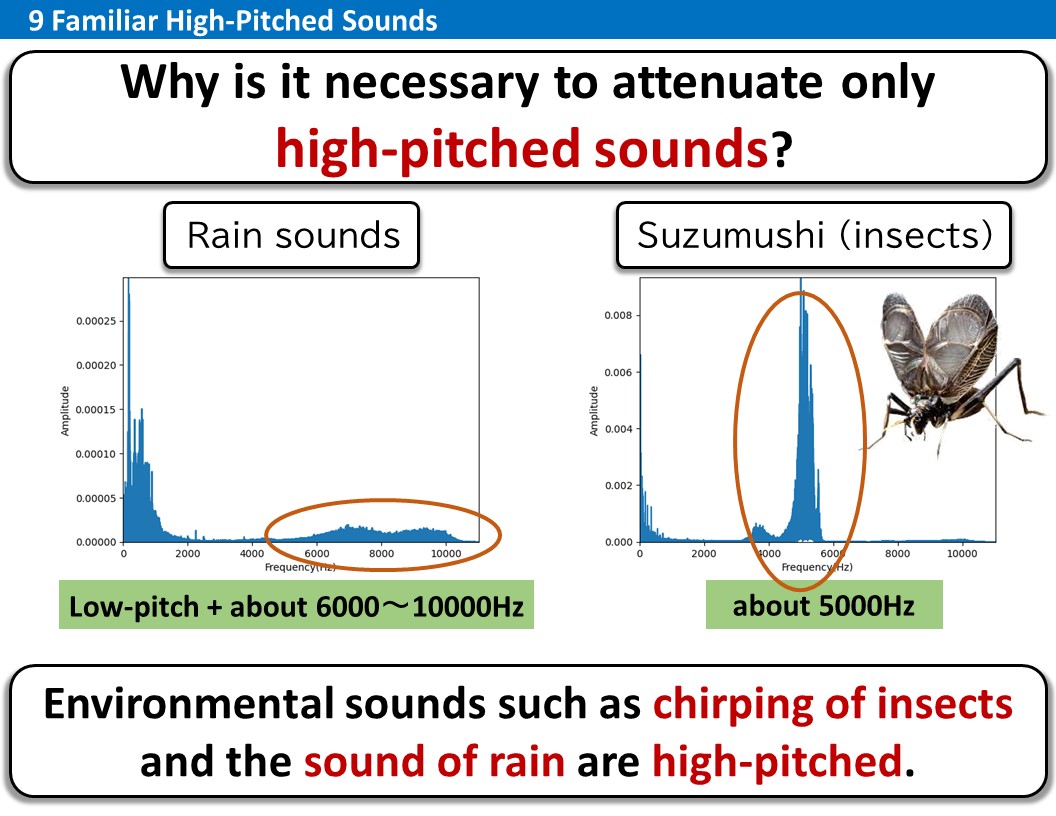 9 Familiar High-Pitched Sounds
Why is it necessary to attenuate only
high-pitched sounds?
Rain sounds
Suzumushi (insects)
0.00025
0.00020
0.00015
0.00010
0.00005
0.00000
Amplitude
0 2000 4000 6000 8000 10000
Frequency(Hz)
0.008
0.006
0.004
0.002
0.000
Amplitude
0 2000 4000 6000 8000 10000
Frequency(Hz)
Low-pitch + about 6000～10000Hz
about 5000Hz
Environmental sounds such as chirping of insects
and the sound of rain are high-pitched.